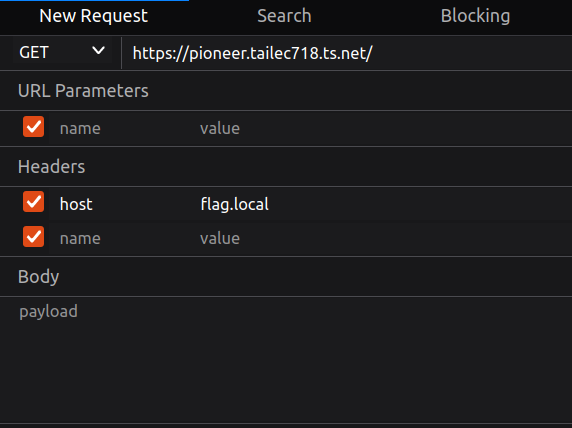 New Request Search Blocking
GET https://pioneer.tailec718.ts.net/
URL Parameters
name value
Headers
host flag.local
name value
Body
payload